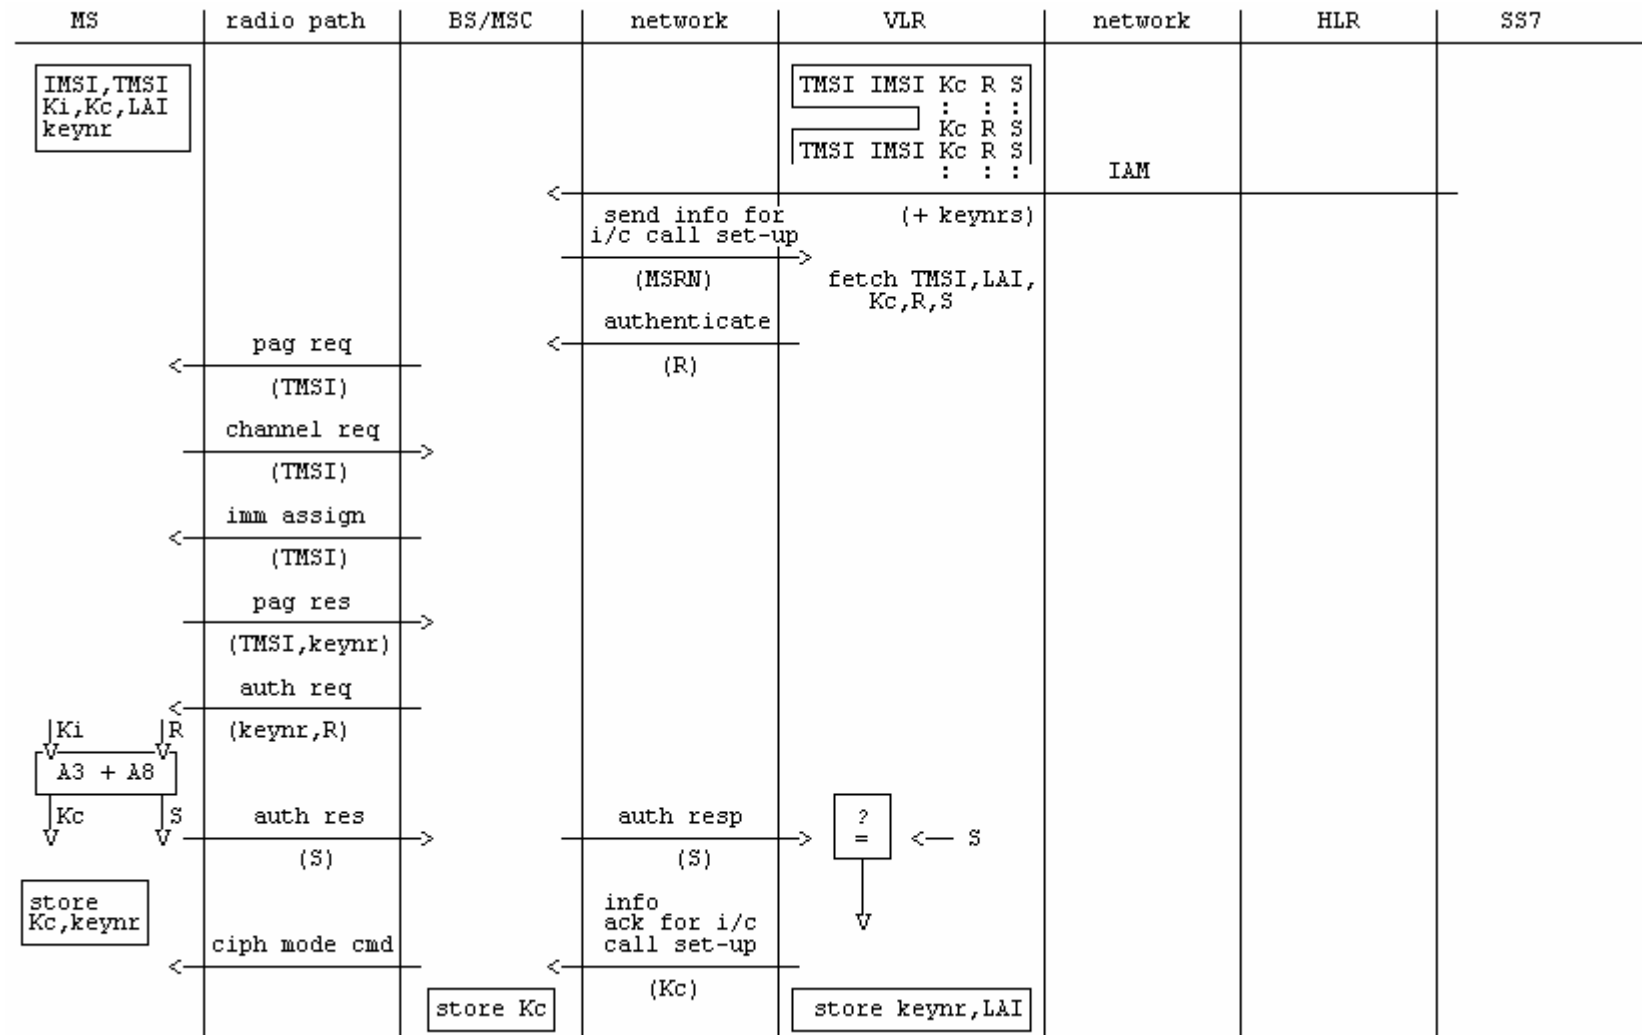 MS radio path BS/MSC network VLR network HLR SS7
IMSI,TMSI
Ki,Kc,LAI
keynr
TMSI IMSI Kc R S
: : :
Kc R S
TMSI IMSI Kc R S
: : :
IAM
(+ keynrs)
send info for
i/c call set-up
(MSRN)
fetch TMSI,LAI,
Kc,R,S
authenticate
(R)
pag req
(TMSI)
channel req
(TMSI)
imm assign
(TMSI)
pag res
(TMSI,keynr)
auth req
(keynr,R)
Ki R
A3 + A8
Kc S
auth res
(S)
auth resp
(S)
?
=
S
store
Kc,keynr
info
ack for i/c
call set-up
(Kc)
ciph mode cmd
store Kc
store keynr,LAI